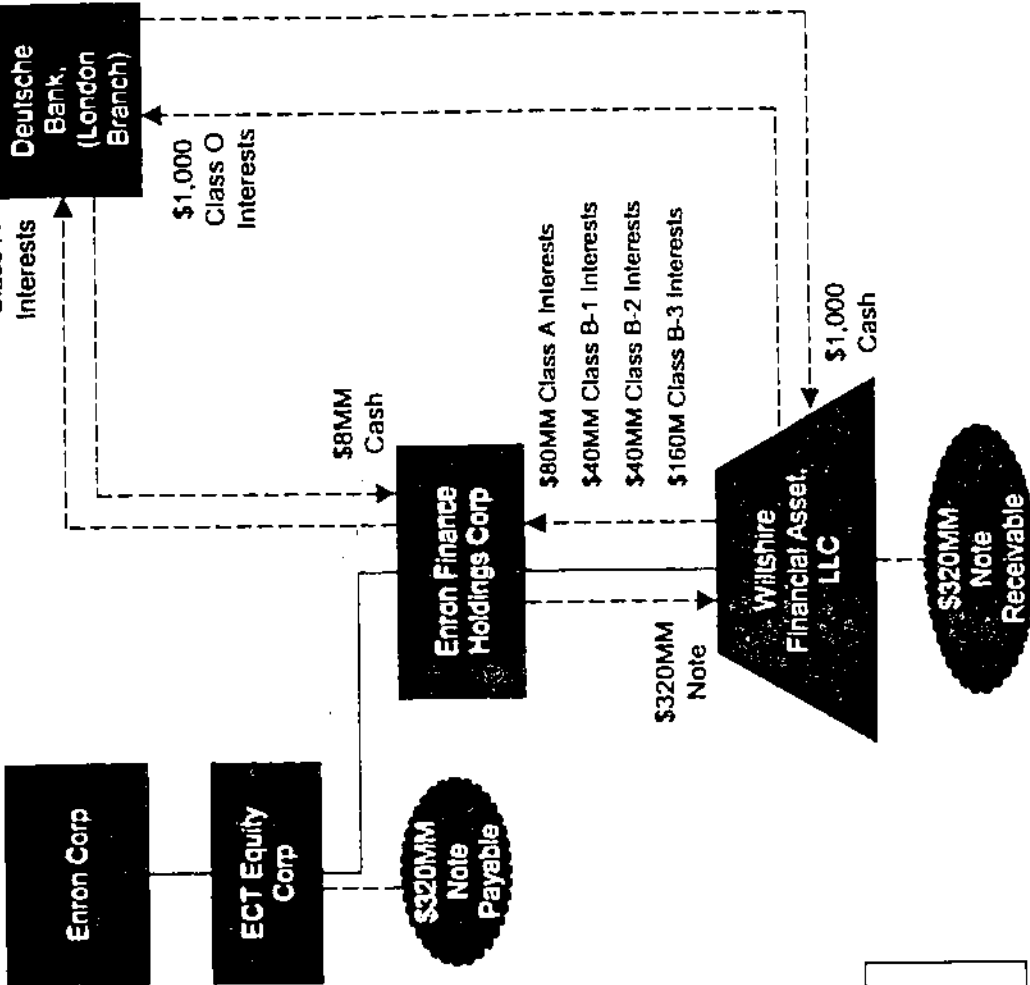 Deutsche
Bank,
(London
Branch)
Interests
$1,000
Class O
Interests
$8MM
Cash
Enron Finance
Holdings Corp
$80MM Class A Interests
$40MM Class B-1 Interests
$40MM Class B-2 Interests
$160M Class B-3 Interests
$1,000
Cash
Enron Corp
ECT Equity
Corp
$320MM
Note
Payable
$320MM
Note
Wiltshire
Financial Asset,
LLC
$320MM
Note
Receivable